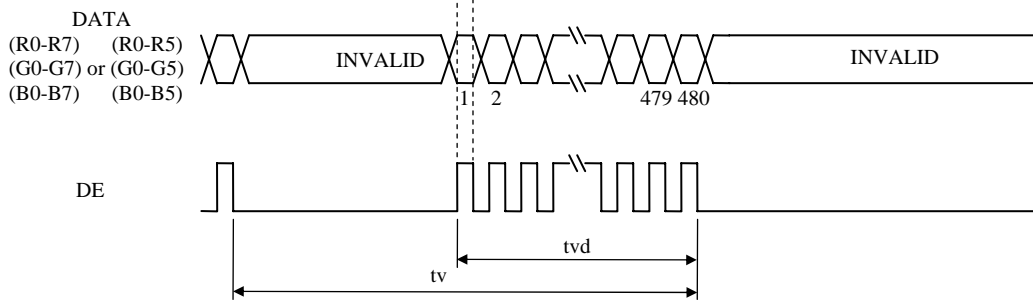 DATA
(R0-R7) (R0-R5)
(G0-G7) or (G0-G5)
(B0-B7) (B0-B5)
INVALID
INVALID
1 2 479 480
DE
tvd
tv